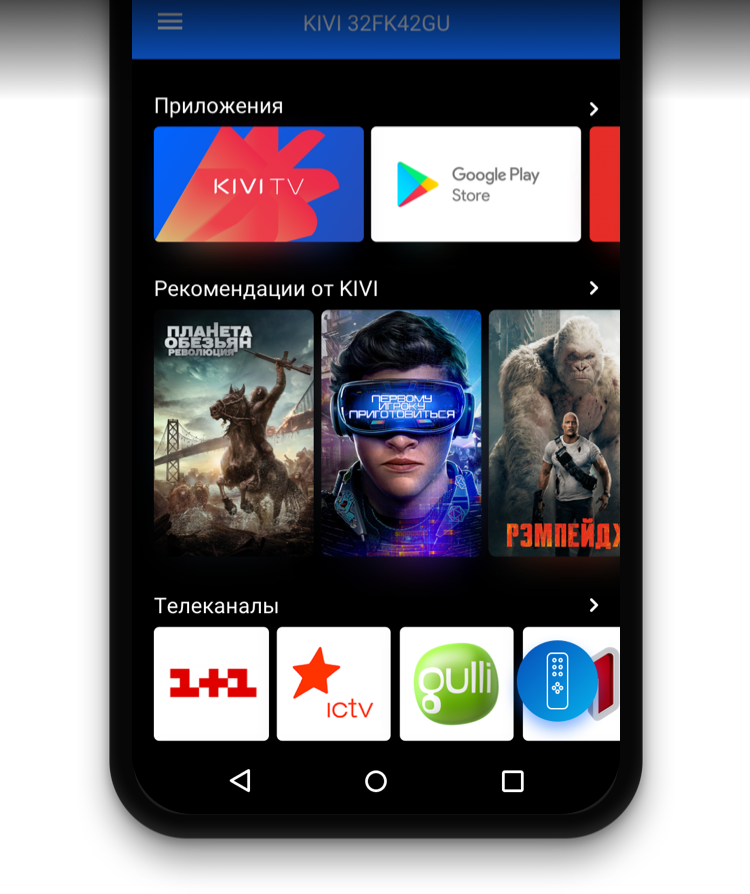 KIVI 32FK42GU
Приложения
KIVI TV
Google Play
Store
Рекомендации от KIVI
ПЛАНЕТА
ОБЕЗЬЯН
РЕВОЛЮЦИЯ
ПЕРВОМУ
ИГРОКУ
ПРИГОТОВИТЬСЯ
РЭМПЕЙДЖ
Телеканалы
1+1
ictv
gulli